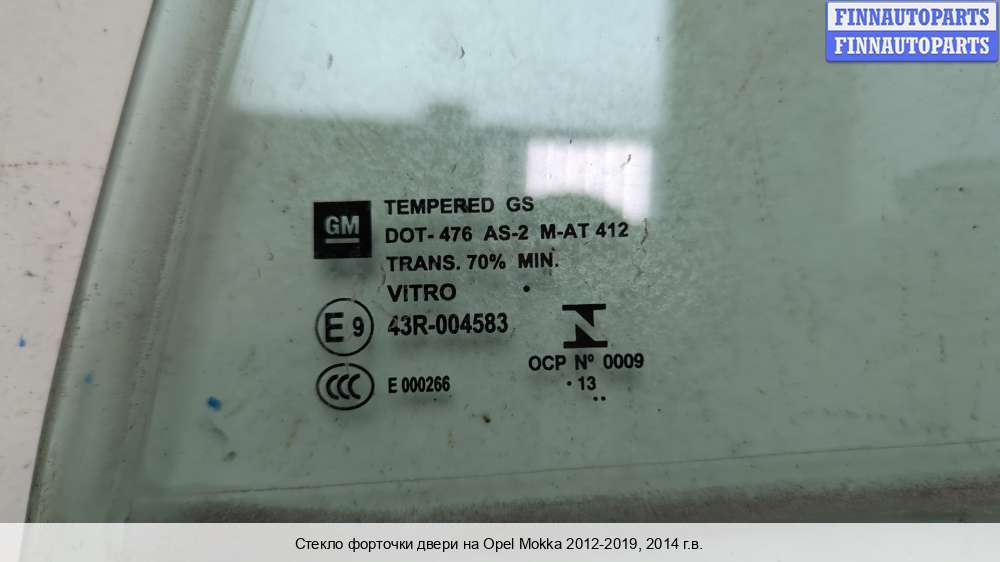 FINNAUTOPARTS
FINNAUTOPARTS
GM
TEMPERED GS
DOT- 476 AS-2 M-AT 412
TRANS. 70% MIN.
VITRO
E 9 43R-004583
OCP Nº 0009
CCC E 000266
· 13
..
Стекло форточки двери на Opel Mokka 2012-2019, 2014 г.в.